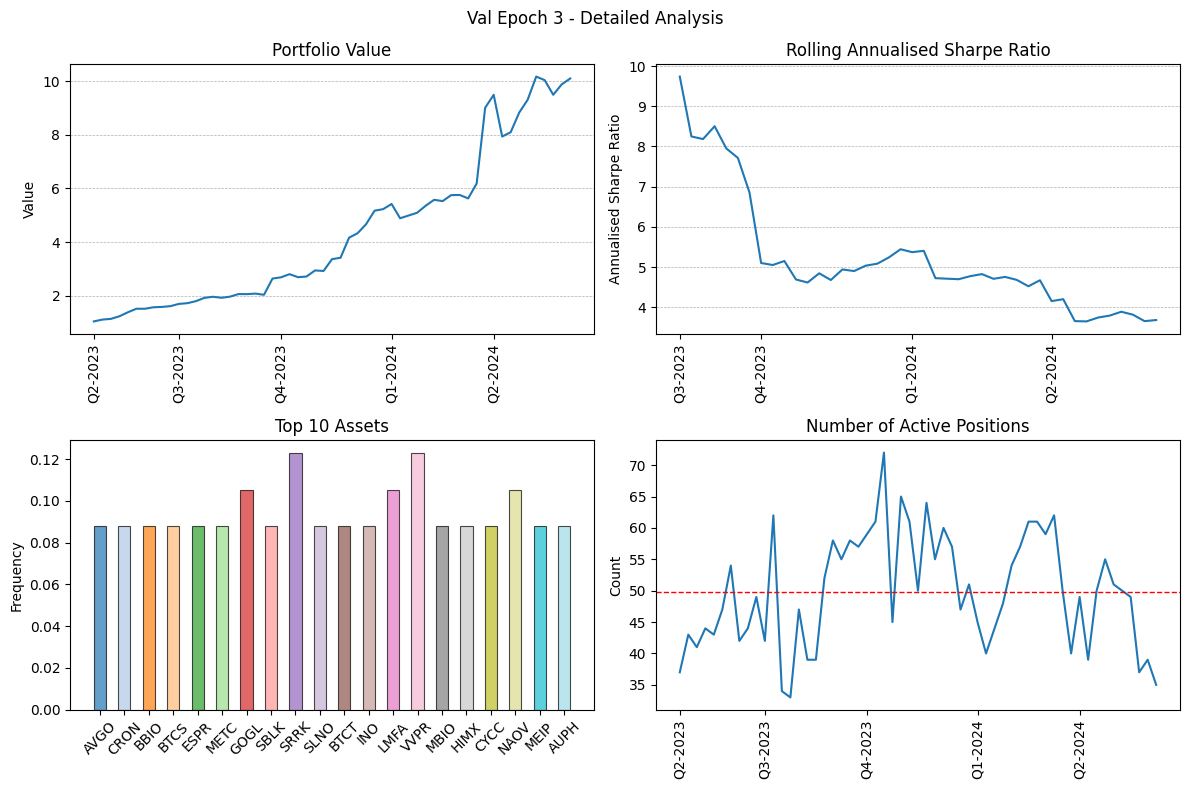 Val Epoch 3 - Detailed Analysis
Portfolio Value
Value
10
8
6
4
2
Q2-2023
Q3-2023
Q4-2023
Q1-2024
Q2-2024
Rolling Annualised Sharpe Ratio
Annualised Sharpe Ratio
10
9
8
7
6
5
4
Q3-2023
Q4-2023
Q1-2024
Q2-2024
Top 10 Assets
Frequency
0.12
0.10
0.08
0.06
0.04
0.02
0.00
AVGO
CRON
BBIO
BTCS
ESPR
METC
GOGL
SBLK
SRRK
SLNO
BTCT
INO
LMFA
VVPR
MBIO
HIMX
CYCC
NAOV
MEIP
AUPH
Number of Active Positions
Count
70
65
60
55
50
45
40
35
Q2-2023
Q3-2023
Q4-2023
Q1-2024
Q2-2024